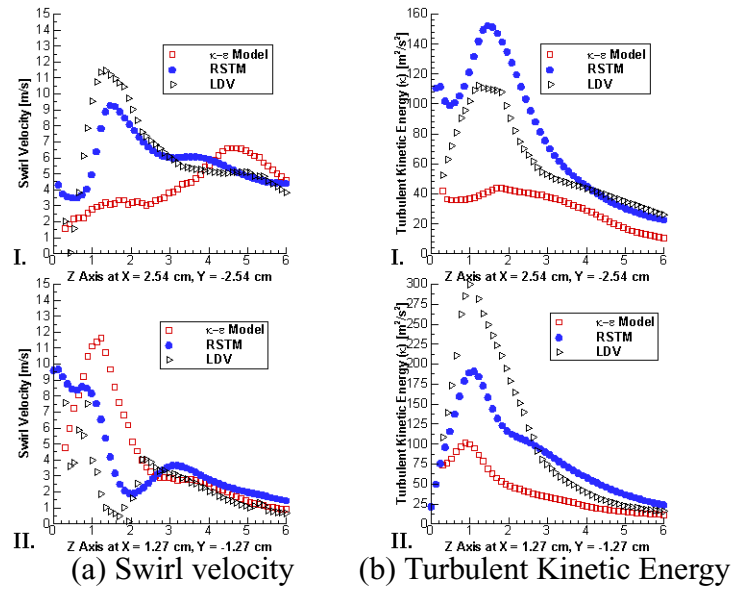 15
14
13
12
11
10
9
8
7
6
5
4
3
2
1
0
Swirl Velocity [m/s]
κ-ε Model
RSTM
LDV
0 1 2 3 4 5 6
I.
Z Axis at X = 2.54 cm, Y = -2.54 cm
160
140
120
100
80
60
40
20
0
Turbulent Kinetic Energy (κ) [m²/s²]
κ-ε Model
RSTM
LDV
0 1 2 3 4 5 6
I.
Z Axis at X = 2.54 cm, Y = -2.54 cm
15
14
13
12
11
10
9
8
7
6
5
4
3
2
1
0
Swirl Velocity [m/s]
κ-ε Model
RSTM
LDV
0 1 2 3 4 5 6
II.
Z Axis at X = 1.27 cm, Y = -1.27 cm
300
275
250
225
200
175
150
125
100
75
50
25
0
Turbulent Kinetic Energy (κ) [m²/s²]
κ-ε Model
RSTM
LDV
0 1 2 3 4 5 6
II.
Z Axis at X = 1.27 cm, Y = -1.27 cm
(a) Swirl velocity
(b) Turbulent Kinetic Energy